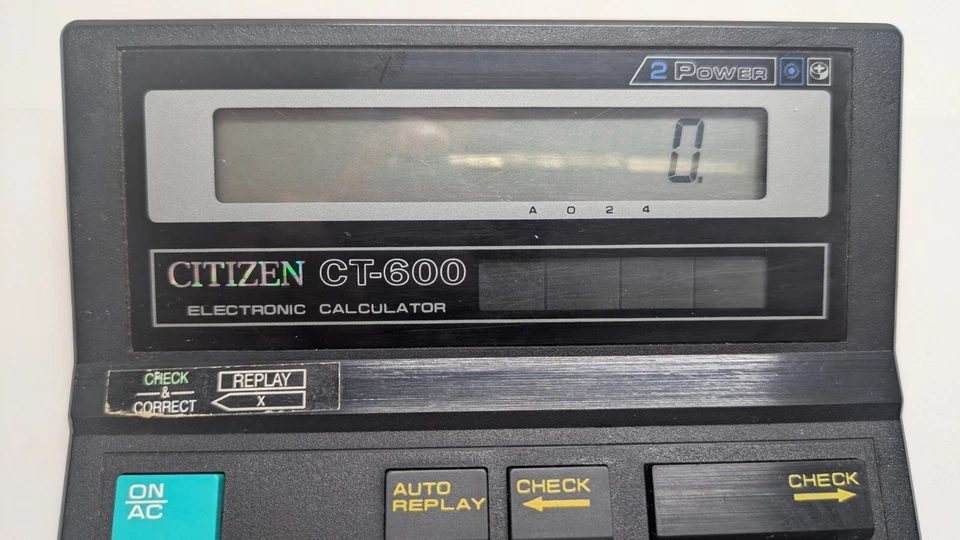 2 POWER
0.
A 0 2 4
CITIZEN CT-600
ELECTRONIC CALCULATOR
CHECK
&
CORRECT
REPLAY
X
ON
AC
AUTO
REPLAY
CHECK
CHECK